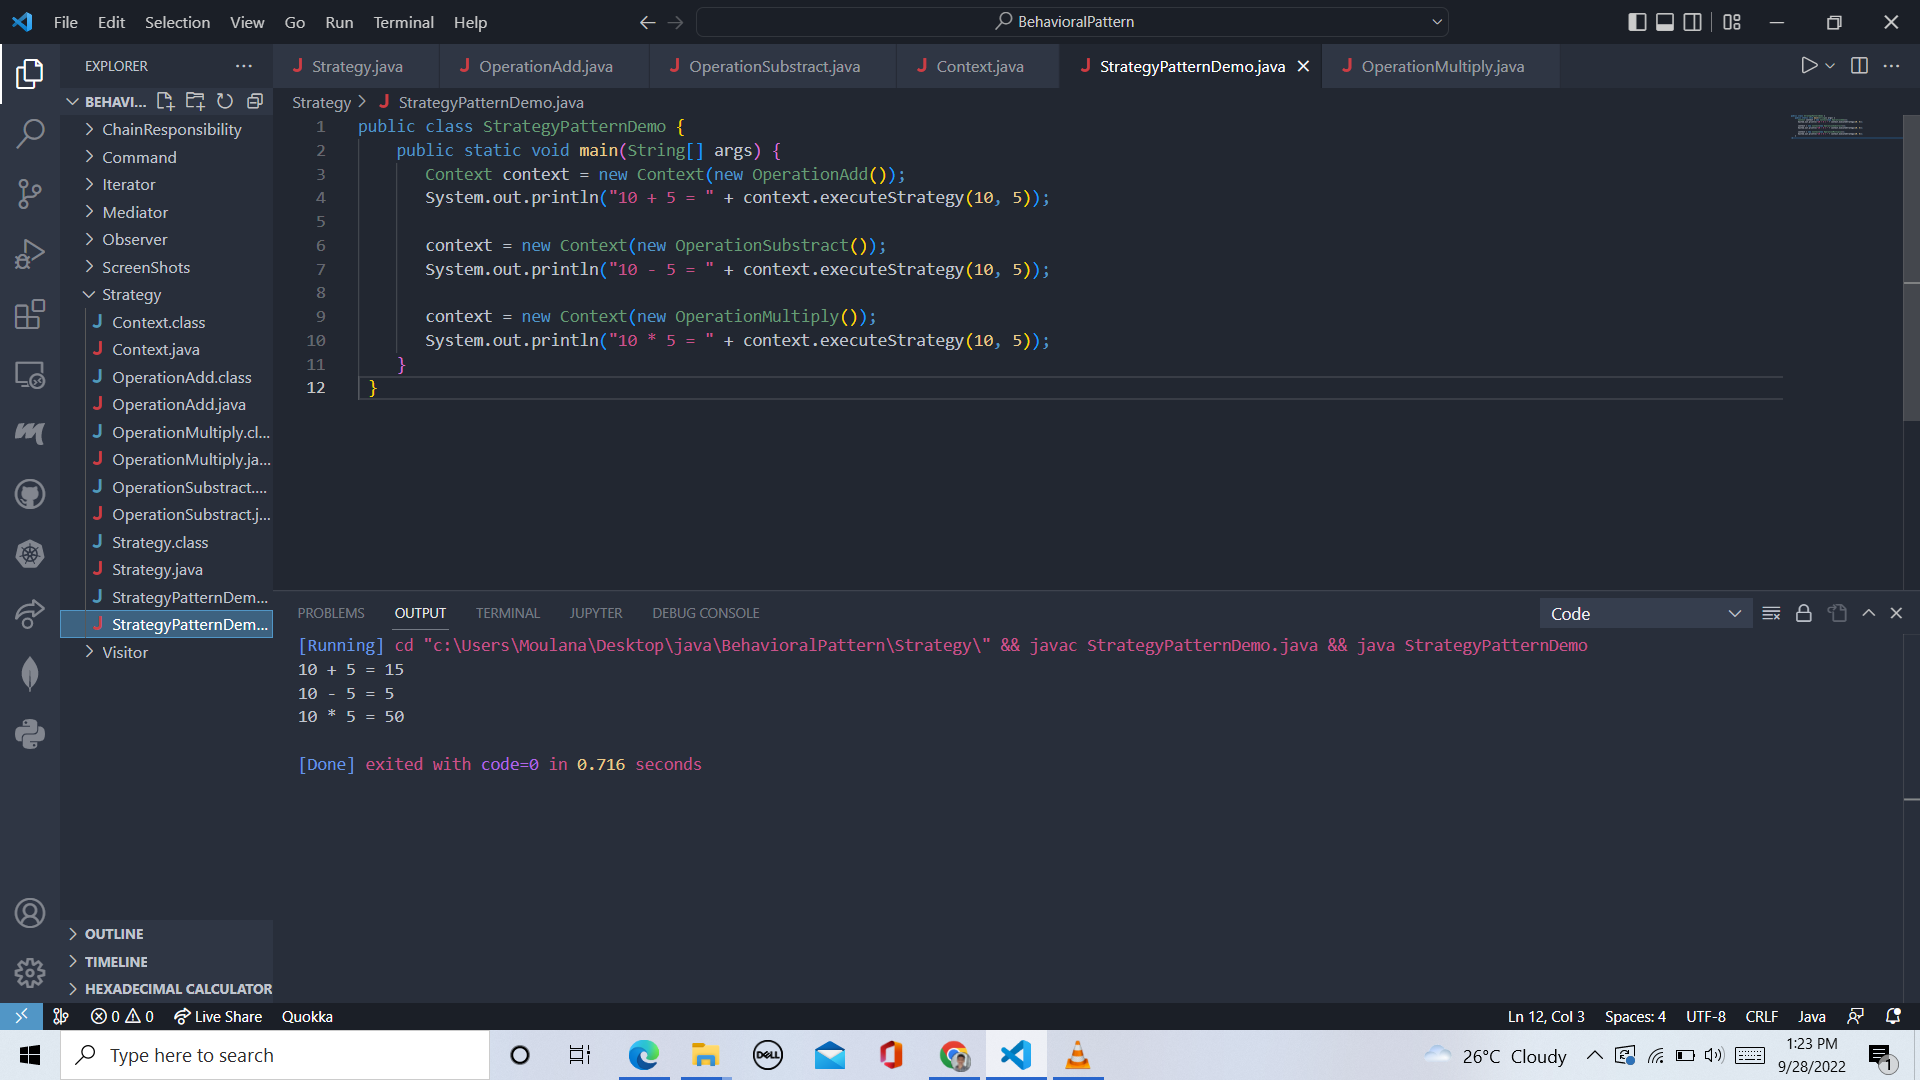 File Edit Selection View Go Run Terminal Help
BehavioralPattern
EXPLORER
Strategy.java OperationAdd.java OperationSubstract.java Context.java StrategyPatternDemo.java OperationMultiply.java
BEHAVI...
Strategy StrategyPatternDemo.java
ChainResponsibility
Command
Iterator
Mediator
Observer
ScreenShots
Strategy
Context.class
Context.java
OperationAdd.class
OperationAdd.java
OperationMultiply.cl...
OperationMultiply.ja...
OperationSubstract....
OperationSubstract.j...
Strategy.class
Strategy.java
StrategyPatternDem...
StrategyPatternDem...
Visitor
OUTLINE
TIMELINE
HEXADECIMAL CALCULATOR
1 public class StrategyPatternDemo {
2 public static void main(String[] args) {
3 Context context = new Context(new OperationAdd());
4 System.out.println("10 + 5 = " + context.executeStrategy(10, 5));
5
6 context = new Context(new OperationSubstract());
7 System.out.println("10 - 5 = " + context.executeStrategy(10, 5));
8
9 context = new Context(new OperationMultiply());
10 System.out.println("10 * 5 = " + context.executeStrategy(10, 5));
11 }
12 }
PROBLEMS OUTPUT TERMINAL JUPYTER DEBUG CONSOLE
Code
[Running] cd "c:\Users\Moulana\Desktop\java\BehavioralPattern\Strategy\" && javac StrategyPatternDemo.java && java StrategyPatternDemo
10 + 5 = 15
10 - 5 = 5
10 * 5 = 50
[Done] exited with code=0 in 0.716 seconds
0 0 Live Share Quokka
Ln 12, Col 3 Spaces: 4 UTF-8 CRLF Java
Type here to search
DELL
26°C Cloudy
1:23 PM
9/28/2022
1